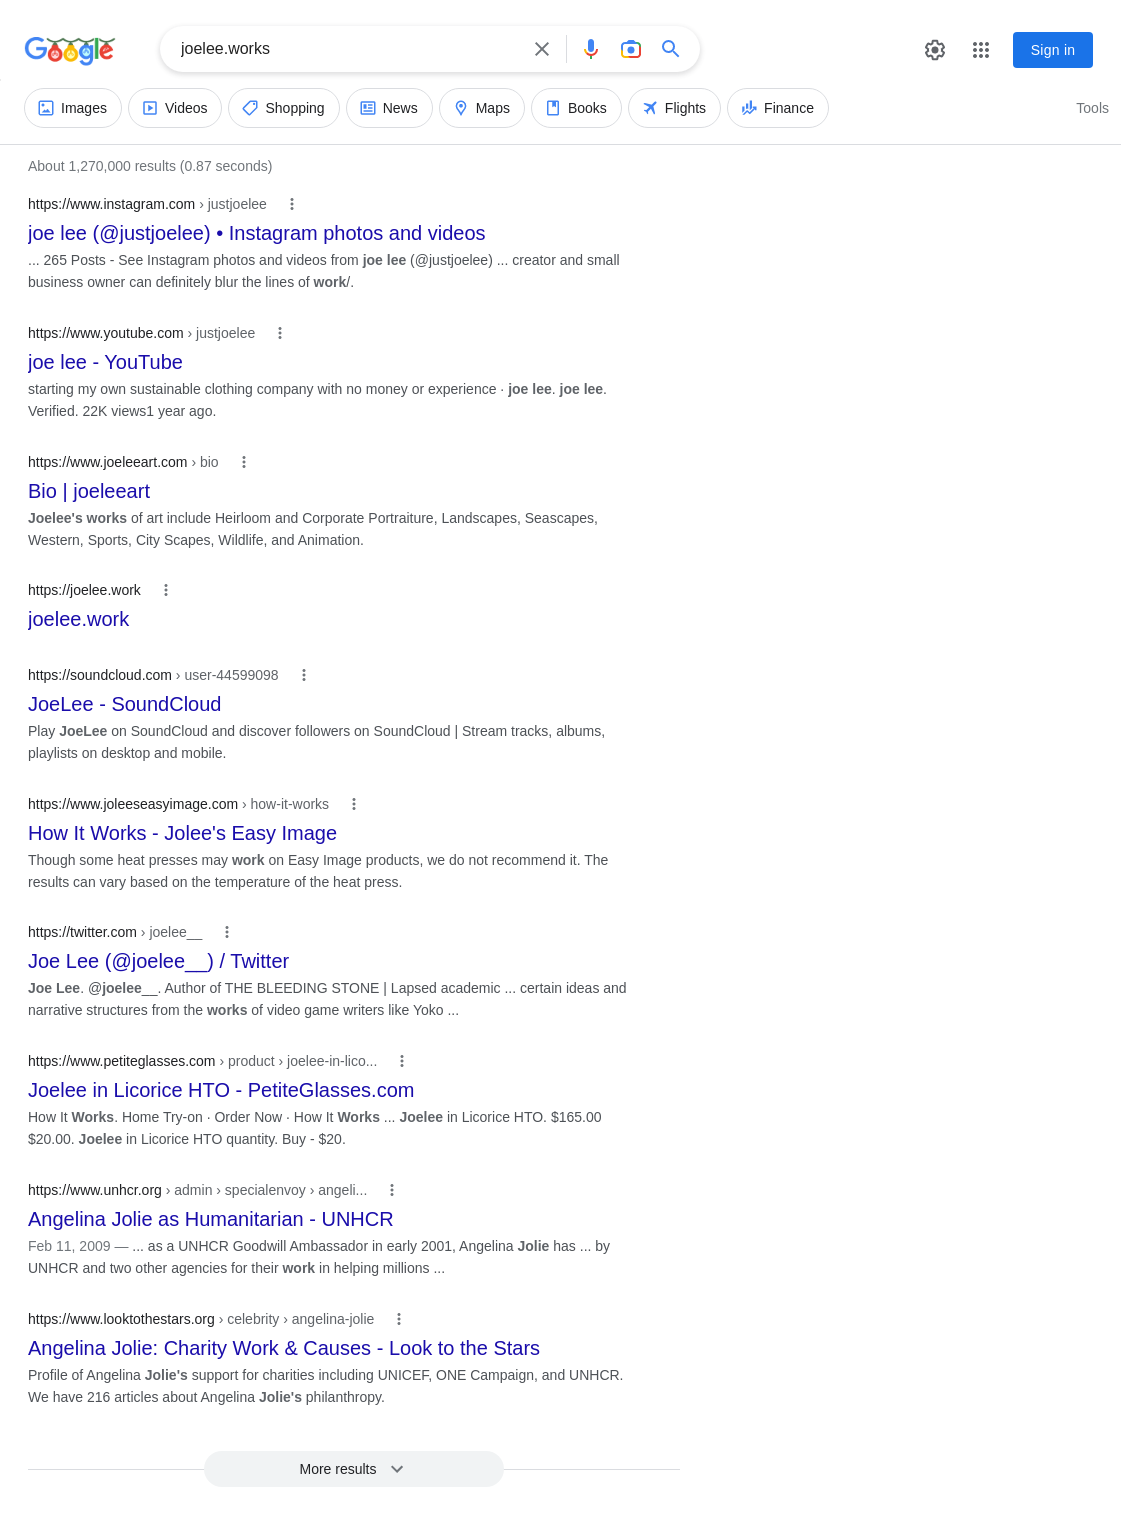 Google
joelee.works
Sign in
Images
Videos
Shopping
News
Maps
Books
Flights
Finance
Tools
About 1,270,000 results (0.87 seconds)
https://www.instagram.com › justjoelee
joe lee (@justjoelee) • Instagram photos and videos
... 265 Posts - See Instagram photos and videos from joe lee (@justjoelee) ... creator and small
business owner can definitely blur the lines of work/.
https://www.youtube.com › justjoelee
joe lee - YouTube
starting my own sustainable clothing company with no money or experience · joe lee. joe lee.
Verified. 22K views1 year ago.
https://www.joeleeart.com › bio
Bio | joeleeart
Joelee's works of art include Heirloom and Corporate Portraiture, Landscapes, Seascapes,
Western, Sports, City Scapes, Wildlife, and Animation.
https://joelee.work
joelee.work
https://soundcloud.com › user-44599098
JoeLee - SoundCloud
Play JoeLee on SoundCloud and discover followers on SoundCloud | Stream tracks, albums,
playlists on desktop and mobile.
https://www.joleeseasyimage.com › how-it-works
How It Works - Jolee's Easy Image
Though some heat presses may work on Easy Image products, we do not recommend it. The
results can vary based on the temperature of the heat press.
https://twitter.com › joelee__
Joe Lee (@joelee__) / Twitter
Joe Lee. @joelee__. Author of THE BLEEDING STONE | Lapsed academic ... certain ideas and
narrative structures from the works of video game writers like Yoko ...
https://www.petiteglasses.com › product › joelee-in-lico...
Joelee in Licorice HTO - PetiteGlasses.com
How It Works. Home Try-on · Order Now · How It Works ... Joelee in Licorice HTO. $165.00
$20.00. Joelee in Licorice HTO quantity. Buy - $20.
https://www.unhcr.org › admin › specialenvoy › angeli...
Angelina Jolie as Humanitarian - UNHCR
Feb 11, 2009 — ... as a UNHCR Goodwill Ambassador in early 2001, Angelina Jolie has ... by
UNHCR and two other agencies for their work in helping millions ...
https://www.looktothestars.org › celebrity › angelina-jolie
Angelina Jolie: Charity Work & Causes - Look to the Stars
Profile of Angelina Jolie's support for charities including UNICEF, ONE Campaign, and UNHCR.
We have 216 articles about Angelina Jolie's philanthropy.
More results